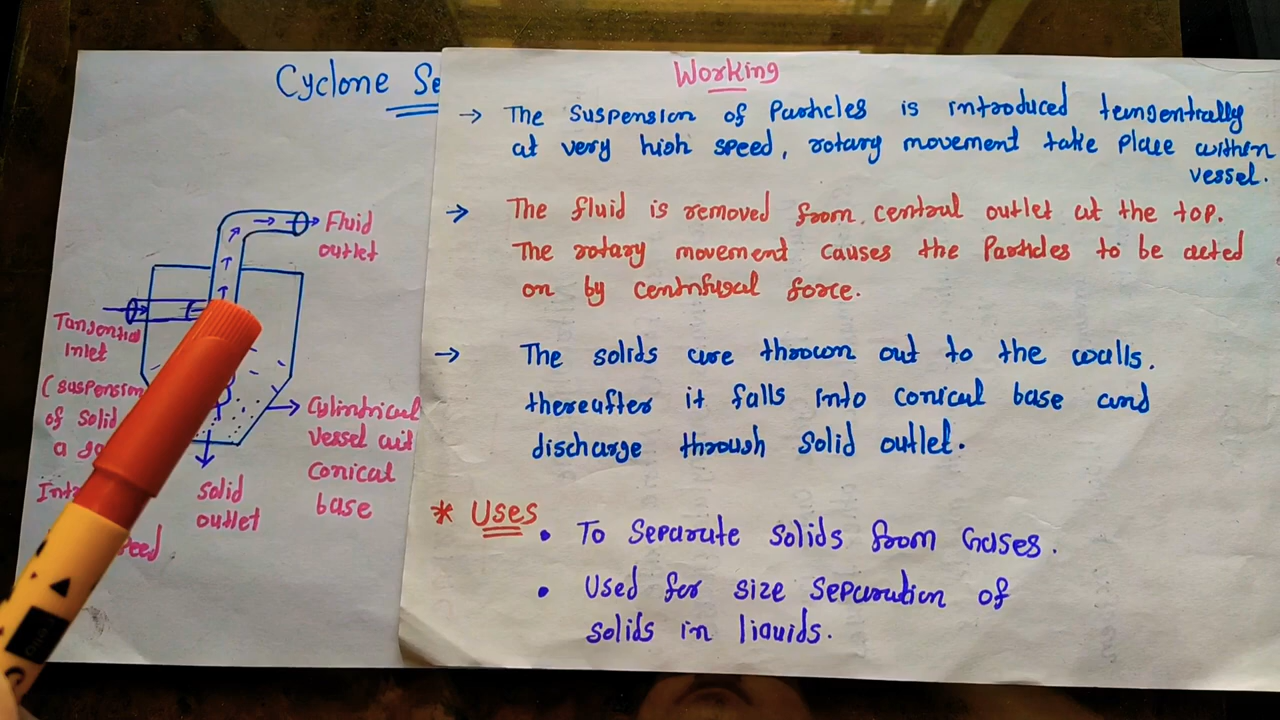 Cyclone Se
Fluid
outlet
Tangential
inlet
(suspension
of solid
a
Cylintrical
vessel wit
conical
base
solid
outlet
peed
Working
→ The suspension of Particles is introduced tengentrally
at very high speed, rotary movement take place within
vessel.
→ The fluid is removed from central outlet at the top.
The rotary movement causes the Particles to be acted
on by centrifugal force.
→ The solids are thrown out to the walls.
thereafter it falls into conical base and
discharge through solid outlet.
* Uses
• To Separate solids from Gases.
• Used for size separation of
solids in liquids.